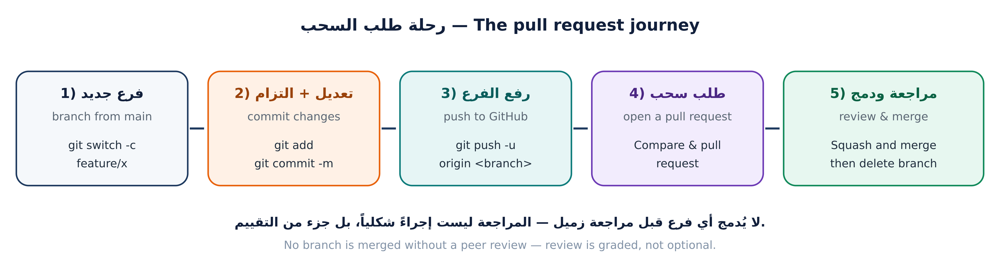 رحلة طلب السحب — The pull request journey
1) فرع جديد
branch from main
git switch -c
feature/x
2) تعديل + التزام
commit changes
git add
git commit -m
3) رفع الفرع
push to GitHub
git push -u
origin <branch>
4) طلب سحب
open a pull request
Compare & pull
request
5) مراجعة ودمج
review & merge
Squash and merge
then delete branch
لا يُدمج أي فرع قبل مراجعة زميل — المراجعة ليست إجراءً شكلياً، بل جزء من التقييم.
No branch is merged without a peer review — review is graded, not optional.